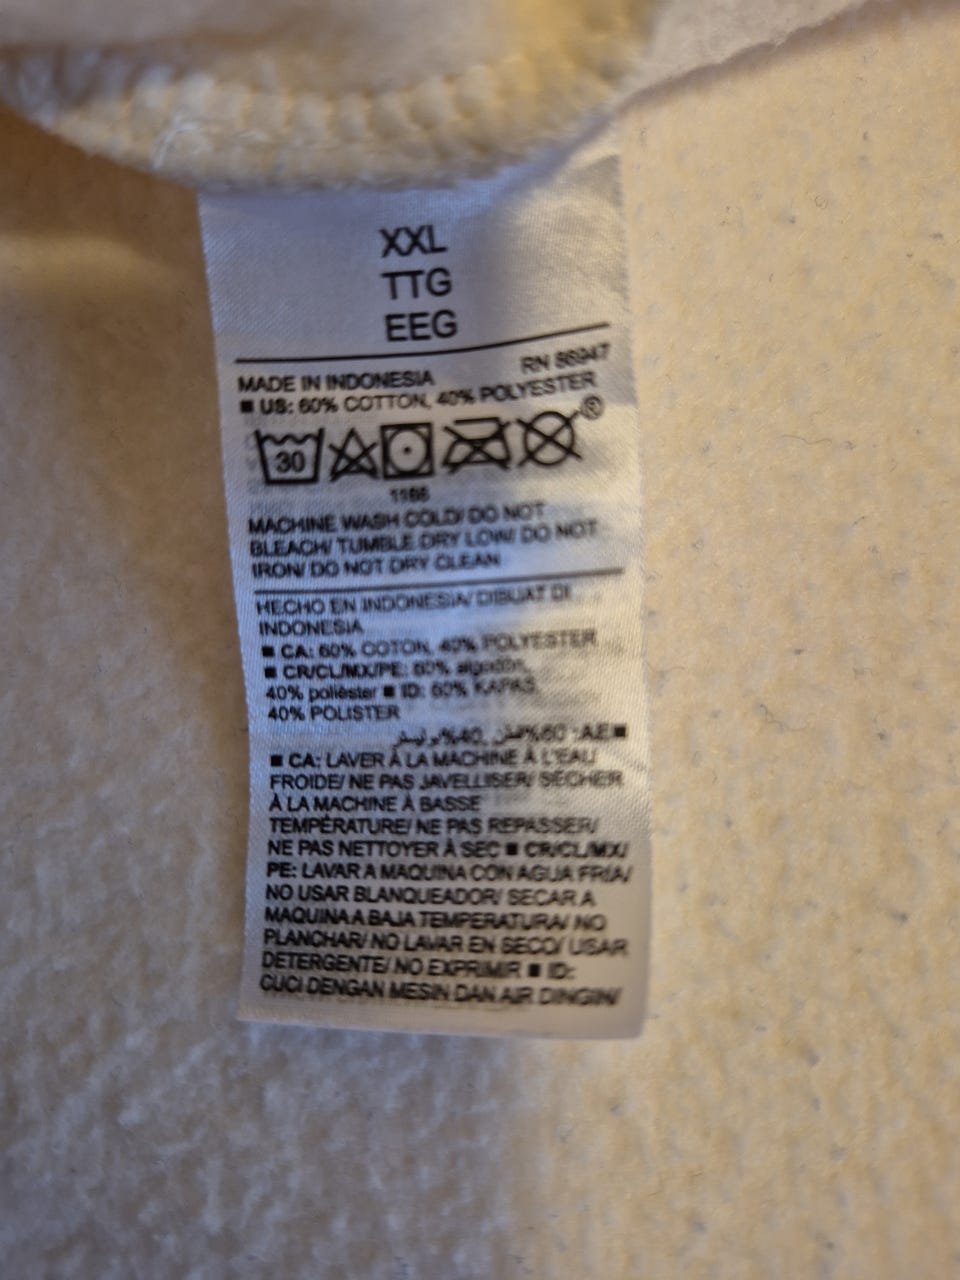 XXL
TTG
EEG
RN 86947
MADE IN INDONESIA
■ US: 60% COTTON, 40% POLYESTER
30
®
1166
MACHINE WASH COLD/ DO NOT
BLEACH/ TUMBLE DRY LOW/ DO NOT
IRON/ DO NOT DRY CLEAN
HECHO EN INDONESIA/ DIBUAT DI
INDONESIA
■ CA: 60% COTON, 40% POLYESTER
■ CR/CL/MX/PE: 60% algodón,
40% poliéster ■ ID: 60% KAPAS,
40% POLISTER
■ AE: 60% قطن, 40%
■ CA: LAVER À LA MACHINE À L'EAU
FROIDE/ NE PAS JAVELLISER/ SÉCHER
À LA MACHINE À BASSE
TEMPÉRATURE/ NE PAS REPASSER/
NE PAS NETTOYER À SEC ■ CR/CL/MX/
PE: LAVAR A MAQUINA CON AGUA FRIA/
NO USAR BLANQUEADOR/ SECAR A
MAQUINA A BAJA TEMPERATURA/ NO
PLANCHAR/ NO LAVAR EN SECO/ USAR
DETERGENTE/ NO EXPRIMIR ■ ID:
CUCI DENGAN MESIN DAN AIR DINGIN/